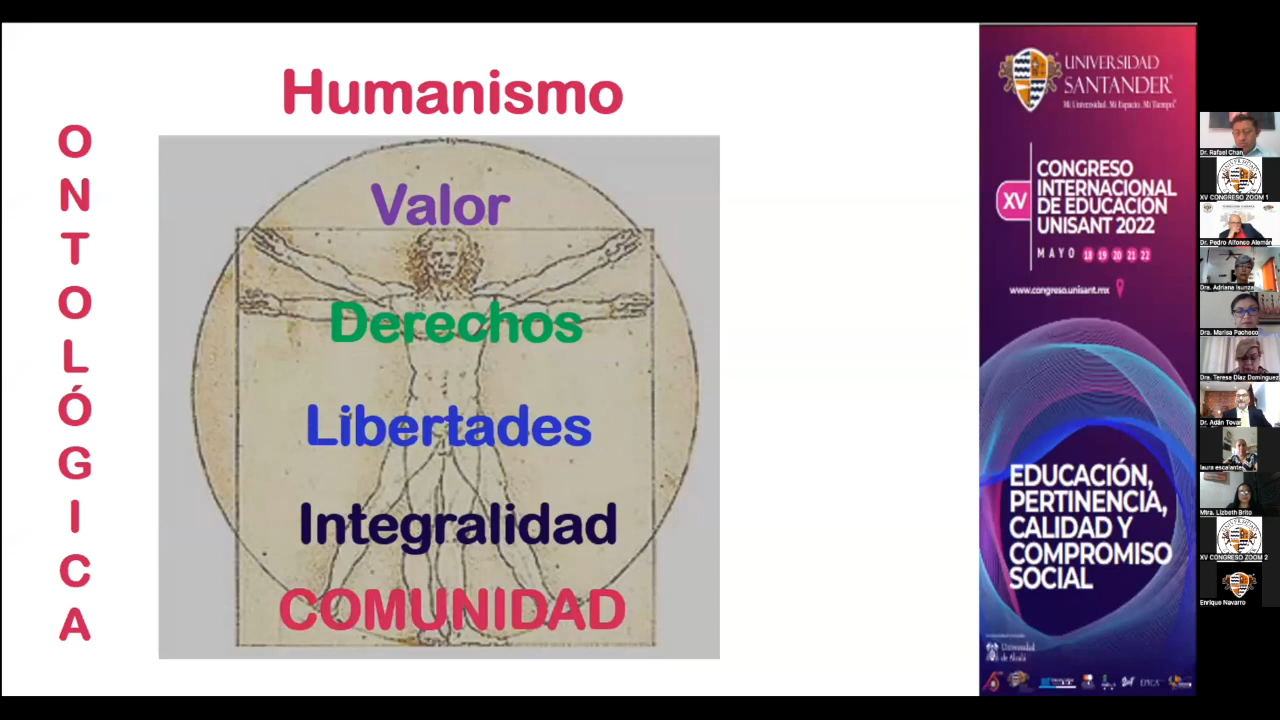 Humanismo
ONTOLÓGICA
Valor
Derechos
Libertades
Integralidad
COMUNIDAD
UNIVERSIDAD
SANTANDER
Mi Universidad. Mi Espacio. Mi Tiempo
XV
CONGRESO
INTERNACIONAL
DE EDUCACIÓN
UNISANT 2022
MAYO 18 19 20 21 22
www.congreso.unisant.mx
EDUCACIÓN,
PERTINENCIA,
CALIDAD Y
COMPROMISO
SOCIAL
Universidad
de Alcalá
Dr. Rafael Chan
XV CONGRESO ZOOM 1
Dr. Pedro Alfonso Alemán
Dra. Adriana Isunza
Dra. Marisa Pacheco
Dra. Teresa Díaz Domínguez
Dr. Adán Tovar
laura escalante
Mtra. Lizbeth Brito
XV CONGRESO ZOOM 2
Enrique Navarro